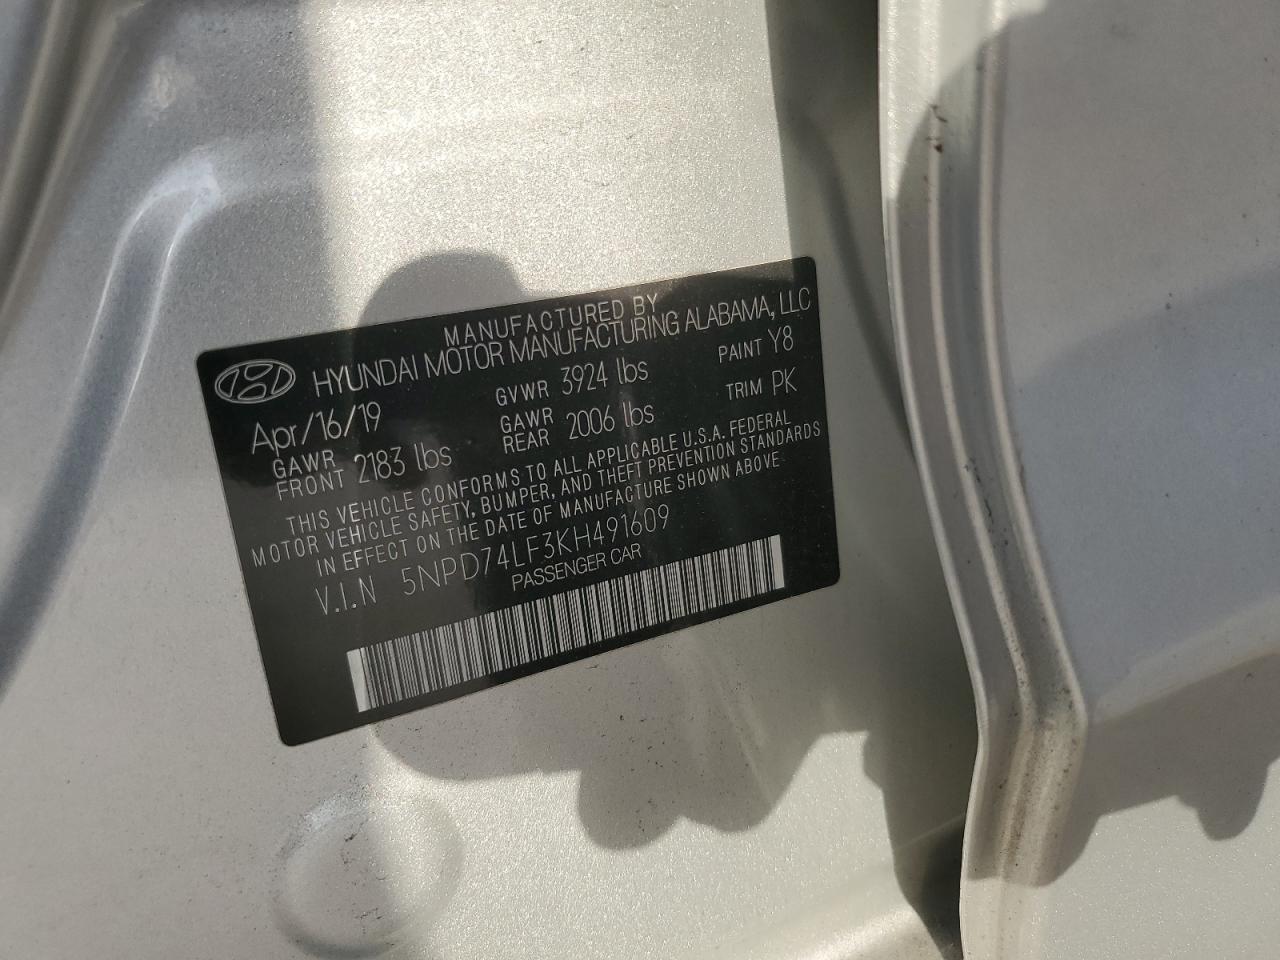 MANUFACTURED BY
HYUNDAI MOTOR MANUFACTURING ALABAMA, LLC
Apr/16/19 GVWR 3924 lbs PAINT Y8
GAWR FRONT 2183 lbs GAWR REAR 2006 lbs TRIM PK
THIS VEHICLE CONFORMS TO ALL APPLICABLE U.S.A. FEDERAL
MOTOR VEHICLE SAFETY, BUMPER, AND THEFT PREVENTION STANDARDS
IN EFFECT ON THE DATE OF MANUFACTURE SHOWN ABOVE.
V.I.N 5NPD74LF3KH491609
PASSENGER CAR